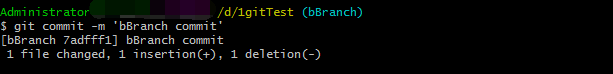 Administrator /d/1gitTest (bBranch)
$ git commit -m 'bBranch commit'
[bBranch 7adfff1] bBranch commit
 1 file changed, 1 insertion(+), 1 deletion(-)